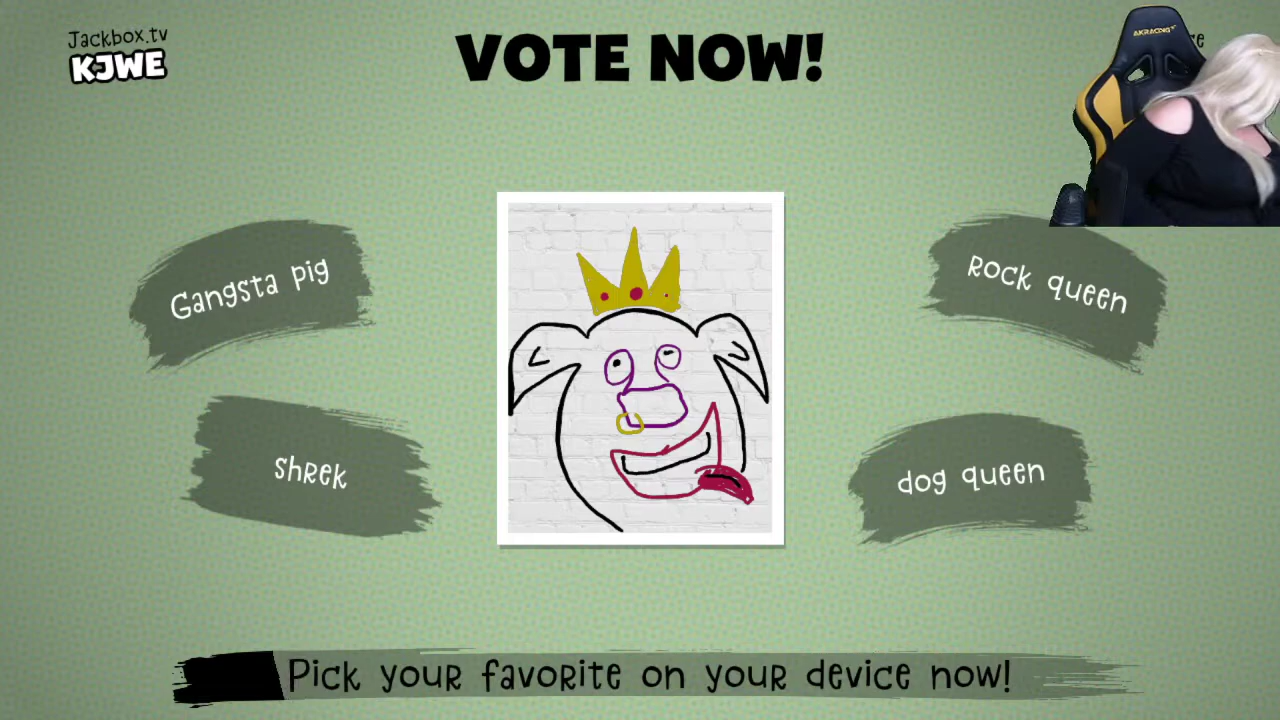 Jackbox.tv
KJWE
VOTE NOW!
AKRACING
Gangsta pig
Rock queen
shrek
dog queen
Pick your favorite on your device now!